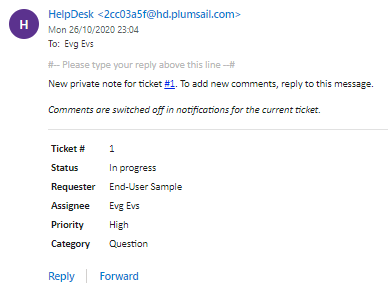 H
HelpDesk <2cc03a5f@hd.plumsail.com>
Mon 26/10/2020 23:04
To: Evg Evs
#-- Please type your reply above this line --#
New private note for ticket #1. To add new comments, reply to this message.
Comments are switched off in notifications for the current ticket.
Ticket # 1
Status In progress
Requester End-User Sample
Assignee Evg Evs
Priority High
Category Question
Reply Forward